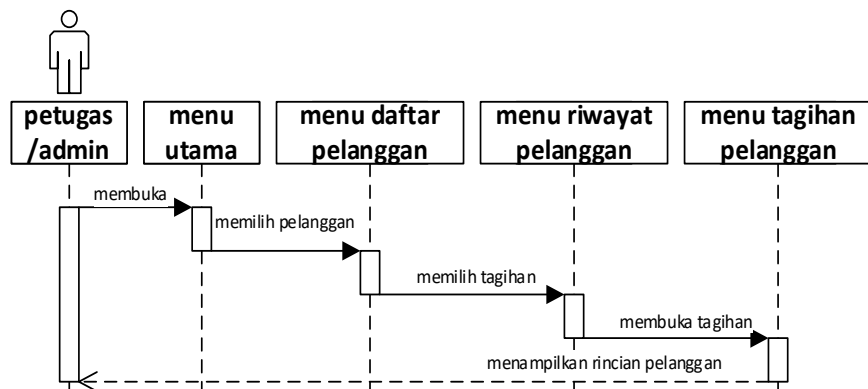 petugas
/admin
menu
utama
menu daftar
pelanggan
menu riwayat
pelanggan
menu tagihan
pelanggan
membuka
memilih pelanggan
memilih tagihan
membuka tagihan
menampilkan rincian pelanggan